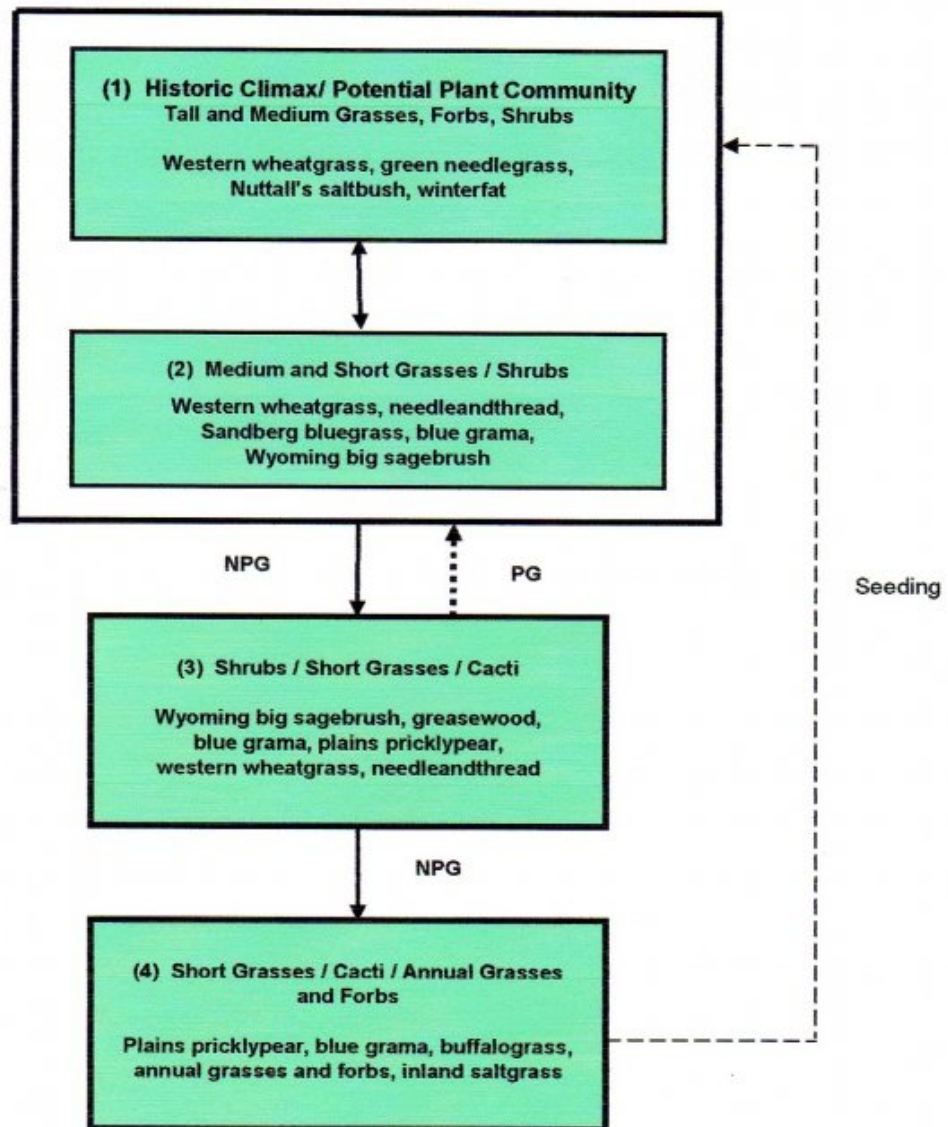 (1) Historic Climax/ Potential Plant Community
Tall and Medium Grasses, Forbs, Shrubs
Western wheatgrass, green needlegrass,
Nuttall's saltbush, winterfat
(2) Medium and Short Grasses / Shrubs
Western wheatgrass, needleandthread,
Sandberg bluegrass, blue grama,
Wyoming big sagebrush
NPG
PG
Seeding
(3) Shrubs / Short Grasses / Cacti
Wyoming big sagebrush, greasewood,
blue grama, plains pricklypear,
western wheatgrass, needleandthread
NPG
(4) Short Grasses / Cacti / Annual Grasses
and Forbs
Plains pricklypear, blue grama, buffalograss,
annual grasses and forbs, inland saltgrass